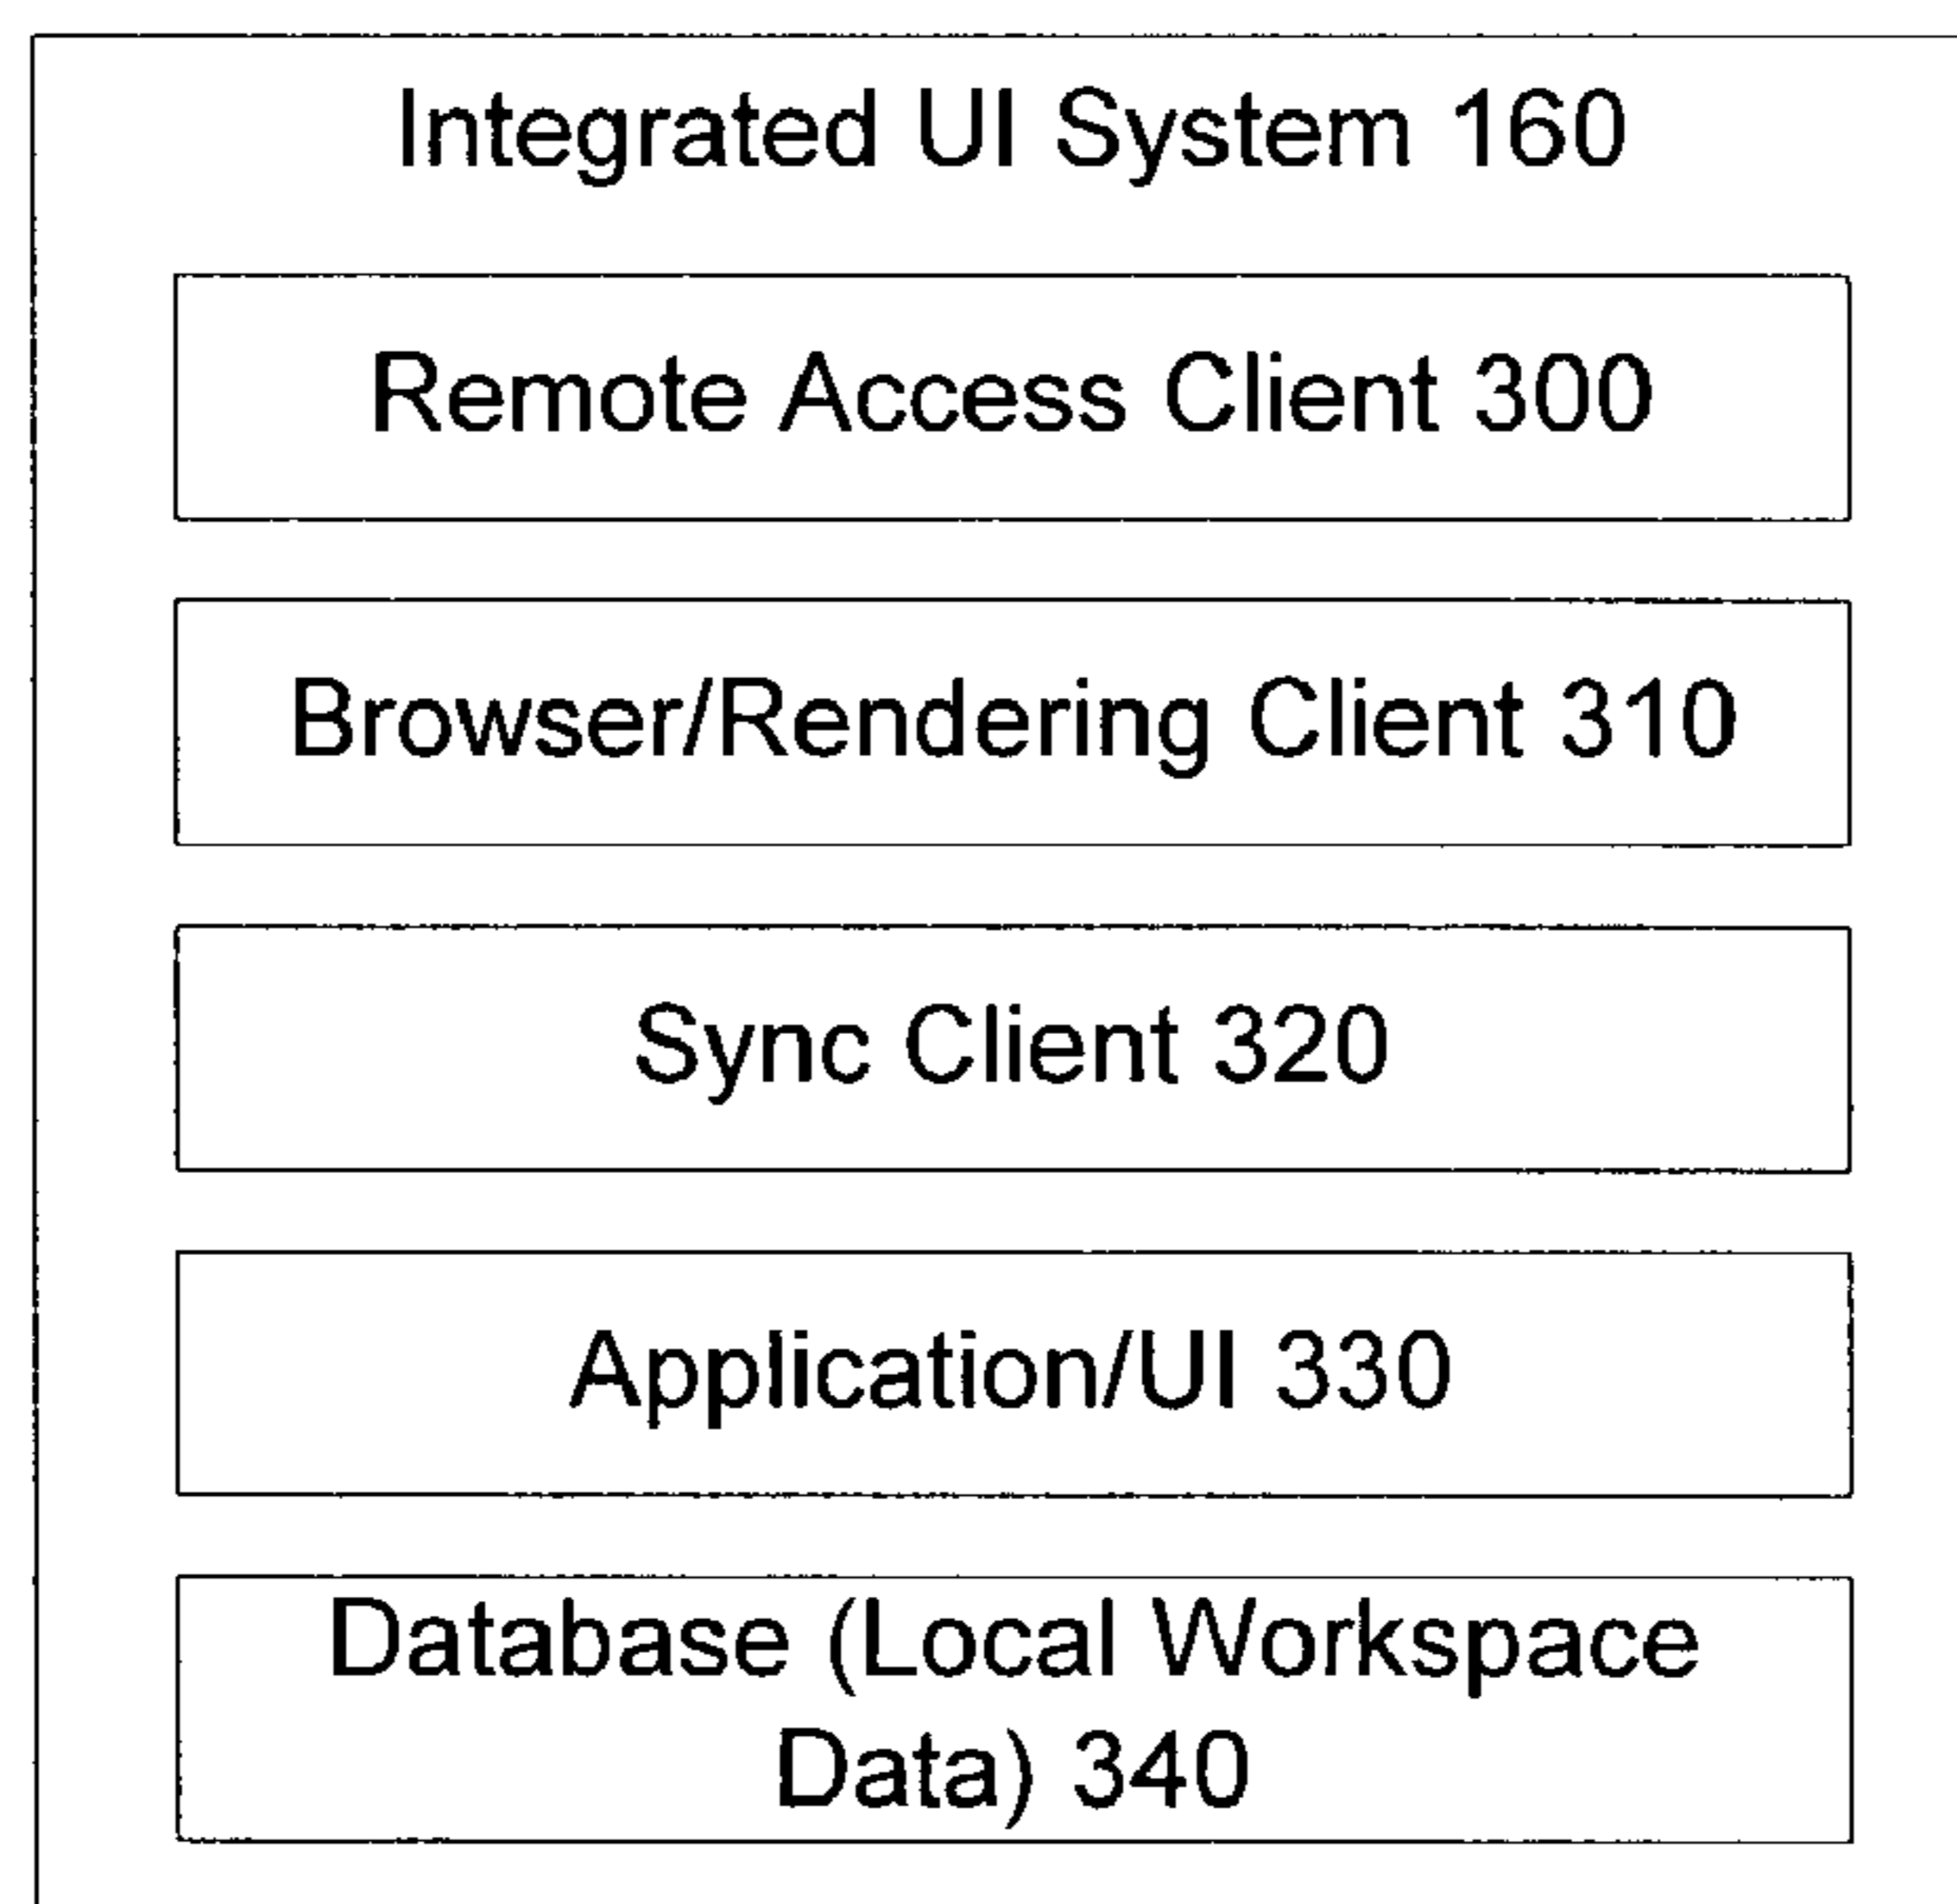 Integrated UI System 160
Remote Access Client 300
Browser/Rendering Client 310
Sync Client 320
Application/UI 330
Database (Local Workspace
Data) 340